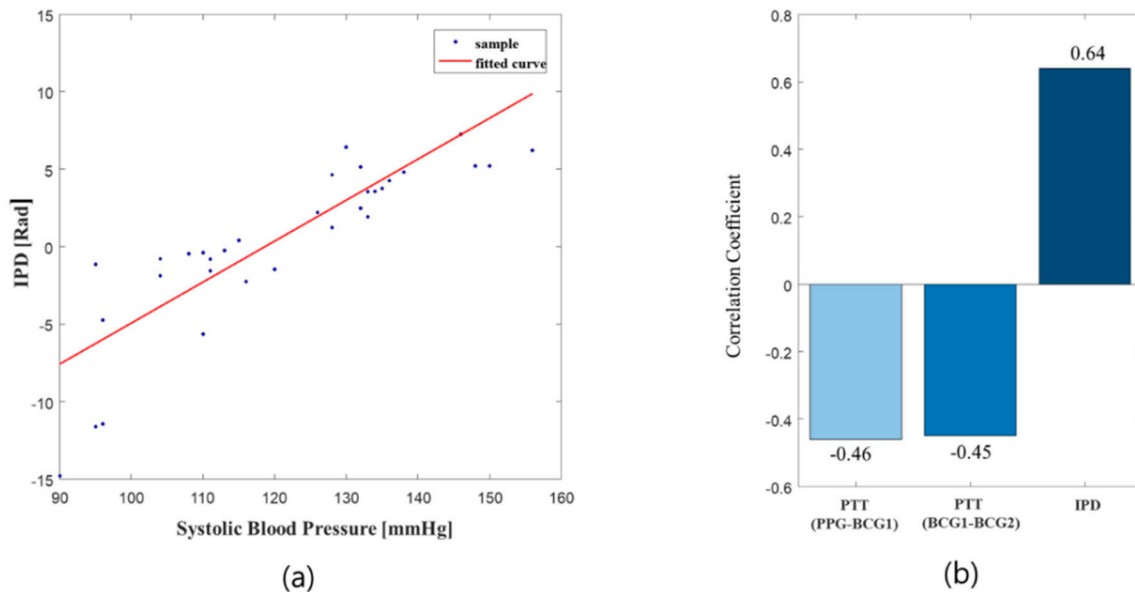 15
10
5
0
-5
-10
-15
IPD [Rad]
sample
fitted curve
90
100
110
120
130
140
150
160
Systolic Blood Pressure [mmHg]
(a)
0.8
0.6
0.4
0.2
0
-0.2
-0.4
-0.6
Correlation Coefficient
0.64
-0.46
-0.45
PTT
(PPG-BCG1)
PTT
(BCG1-BCG2)
IPD
(b)